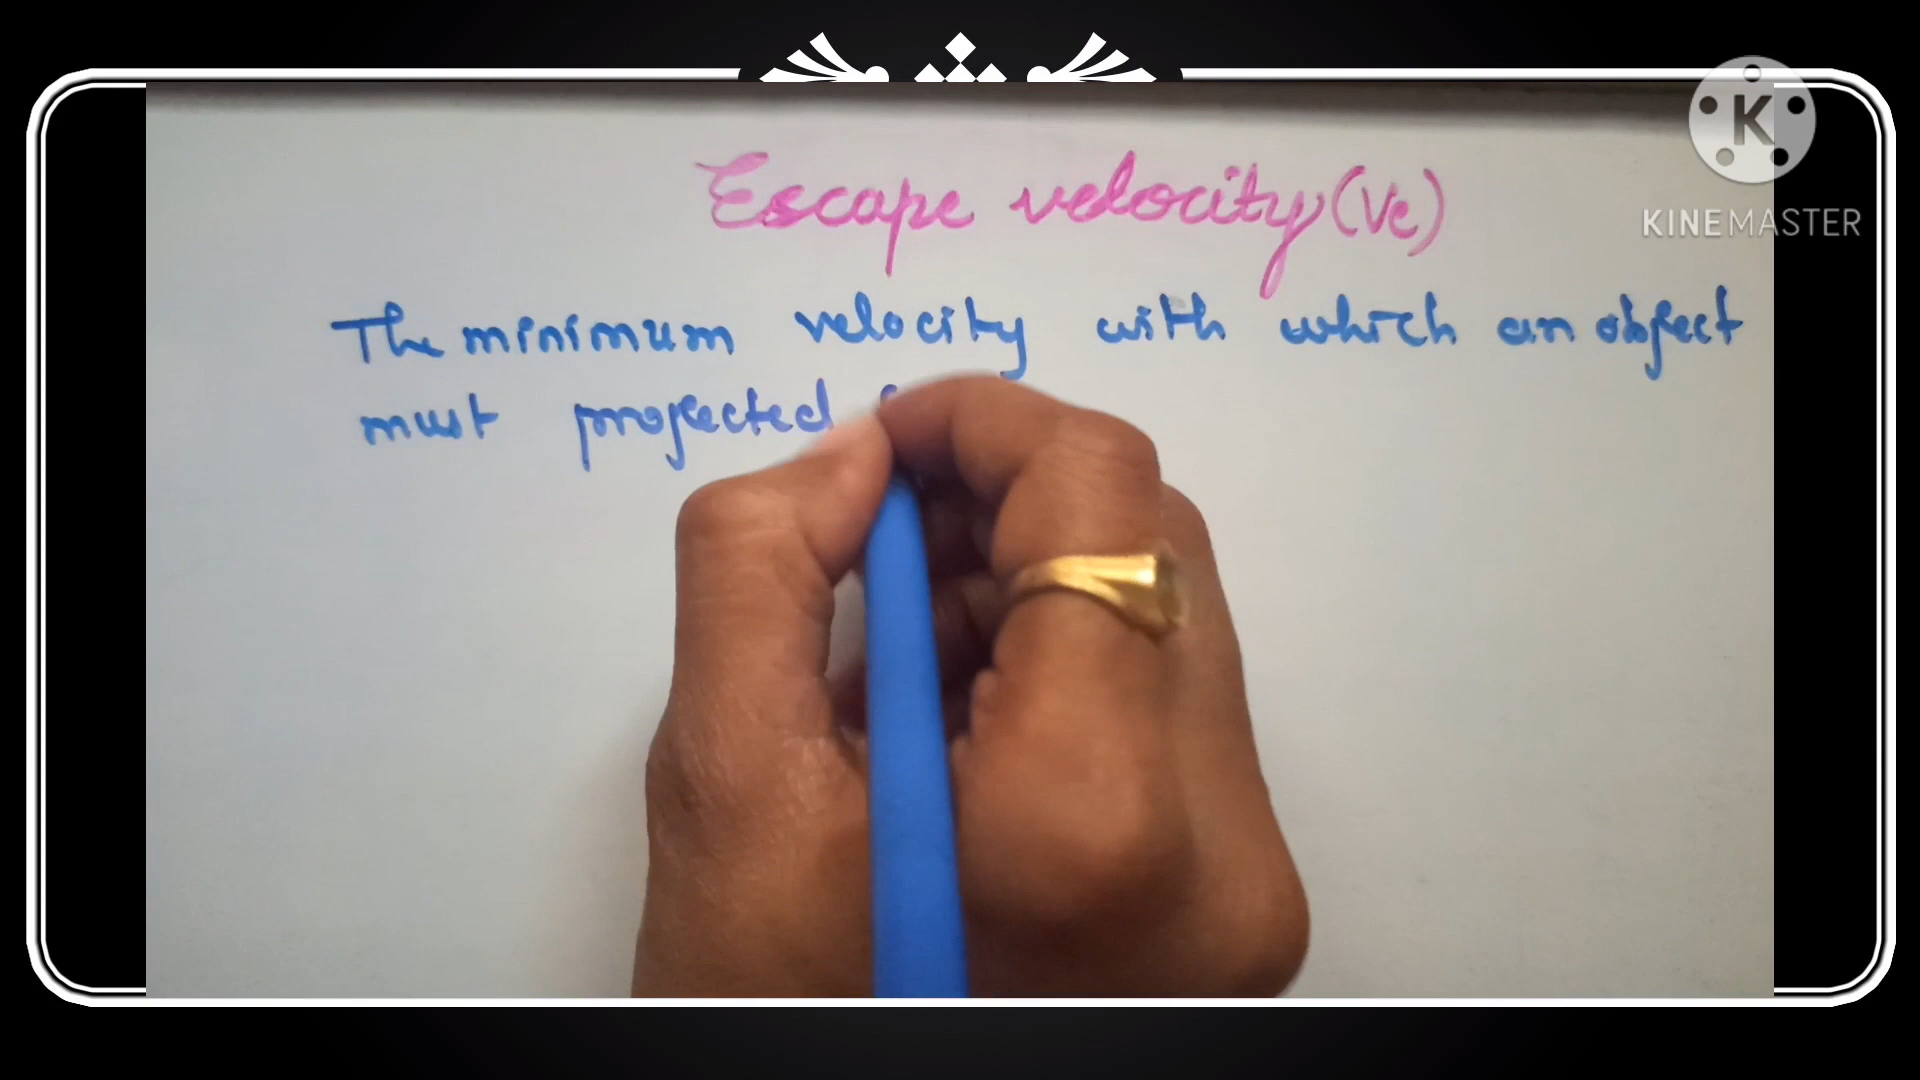 Escape velocity (Ve)
K
KINEMASTER
The minimum velocity with which an object
must projected